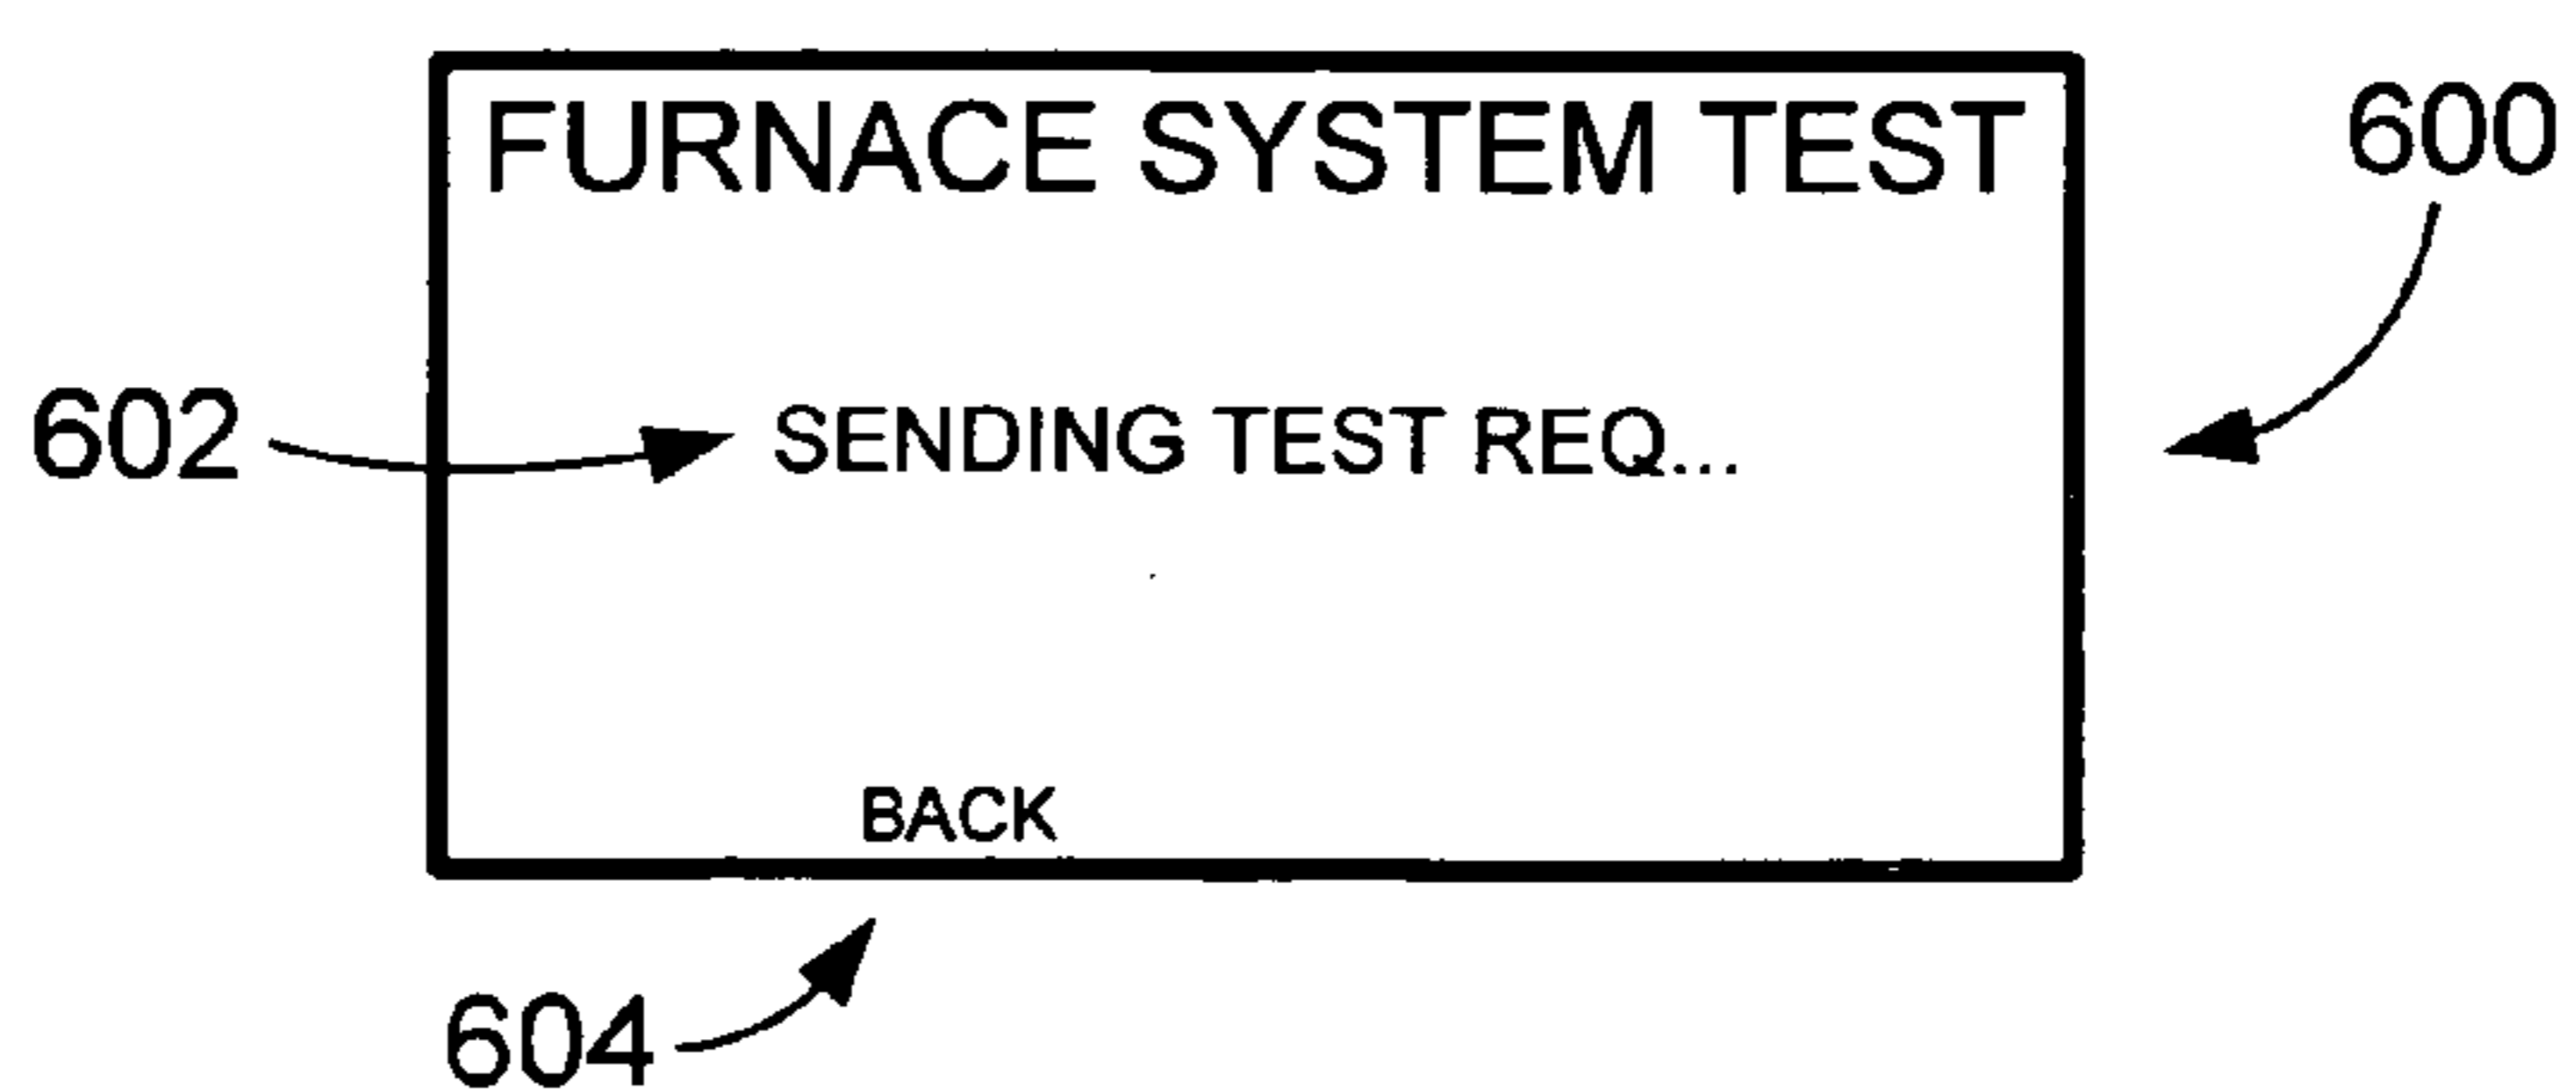 FURNACE SYSTEM TEST
600
602
SENDING TEST REQ...
BACK
604